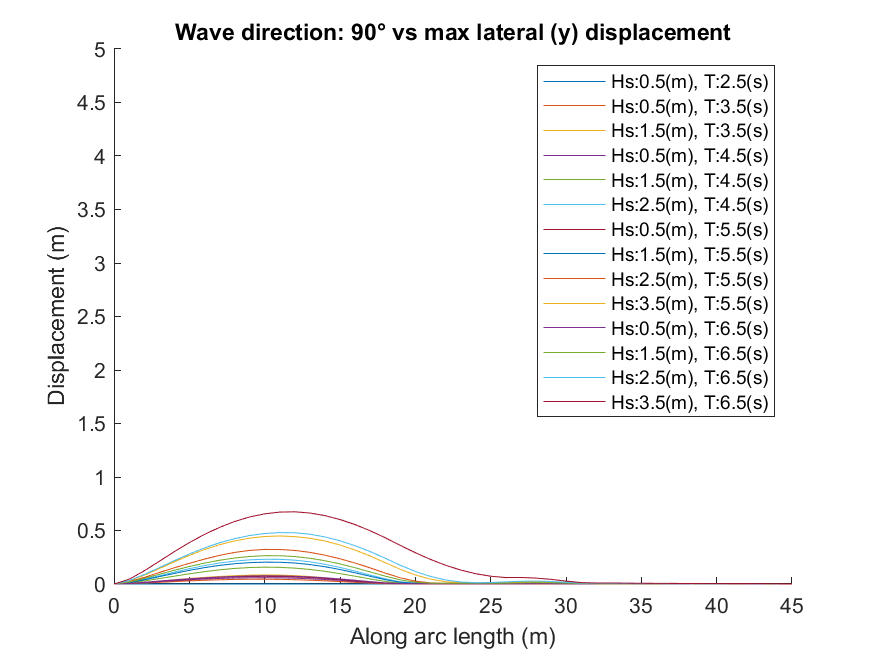 Wave direction: 90° vs max lateral (y) displacement
Displacement (m)
5
4.5
4
3.5
3
2.5
2
1.5
1
0.5
0
Hs:0.5(m), T:2.5(s)
Hs:0.5(m), T:3.5(s)
Hs:1.5(m), T:3.5(s)
Hs:0.5(m), T:4.5(s)
Hs:1.5(m), T:4.5(s)
Hs:2.5(m), T:4.5(s)
Hs:0.5(m), T:5.5(s)
Hs:1.5(m), T:5.5(s)
Hs:2.5(m), T:5.5(s)
Hs:3.5(m), T:5.5(s)
Hs:0.5(m), T:6.5(s)
Hs:1.5(m), T:6.5(s)
Hs:2.5(m), T:6.5(s)
Hs:3.5(m), T:6.5(s)
0 5 10 15 20 25 30 35 40 45
Along arc length (m)